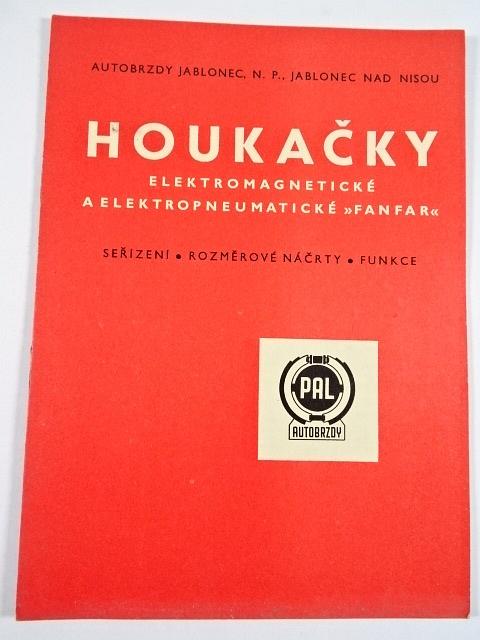 AUTOBRZDY JABLONEC, N. P., JABLONEC NAD NISOU
HOUKAČKY
ELEKTROMAGNETICKÉ
A ELEKTROPNEUMATICKÉ »FANFAR«
SEŘÍZENÍ • ROZMĚROVÉ NÁČRTY • FUNKCE
PAL
AUTOBRZDY